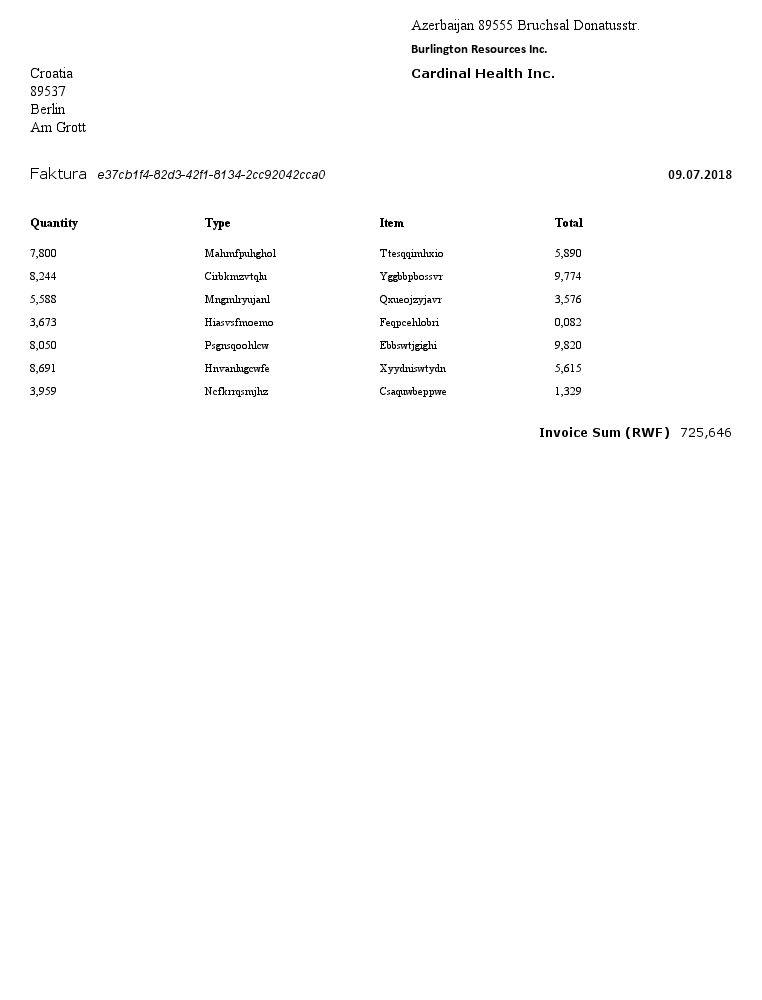 Azerbaijan 89555 Bruchsal Donatusstr.
Burlington Resources Inc.
Cardinal Health Inc.
Croatia
89537
Berlin
Am Grott
Faktura e37cb1f4-82d3-42f1-8134-2cc92042cca0 09.07.2018
Quantity Type Item Total
7,800 Mahmfpuhghol Ttesqqimhxio 5,890
8,244 Cirbkmzvtqlu Yggbbpbossvr 9,774
5,588 Mngmlryujanl Qxueojzyjavr 3,576
3,673 Hiasvsfmoemo Feqpcehlobri 0,082
8,050 Psgnsqoohlcw Ebbswtjgighi 9,820
8,691 Hnvanlugcwfe Xyydniswtydn 5,615
3,959 Ncfkrrqsmjhz Csaquwbeppwe 1,329
Invoice Sum (RWF) 725,646